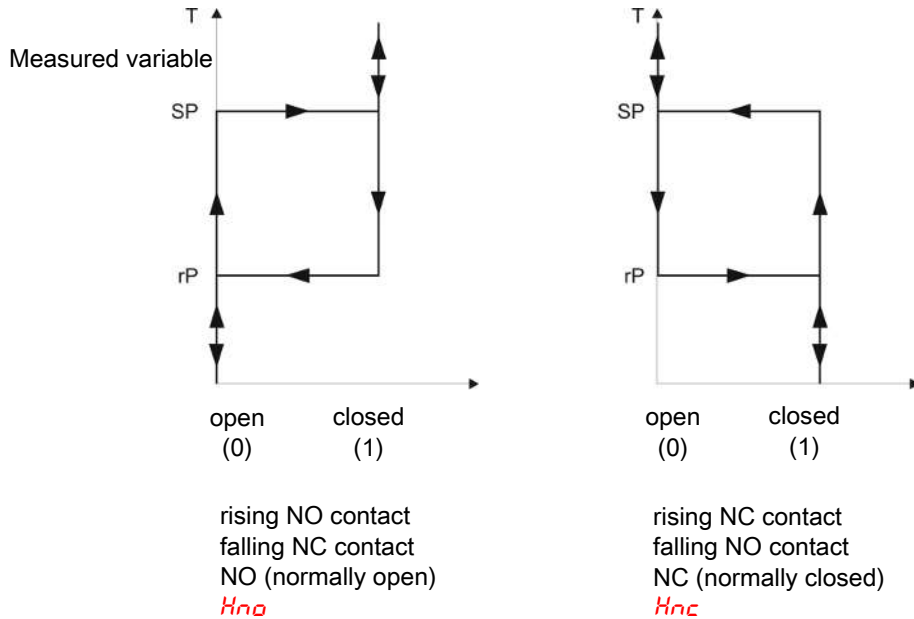 T
Measured variable
SP
rP
open
(0)
closed
(1)
rising NO contact
falling NC contact
NO (normally open)
Hno
T
SP
rP
open
(0)
closed
(1)
rising NC contact
falling NO contact
NC (normally closed)
Hnc